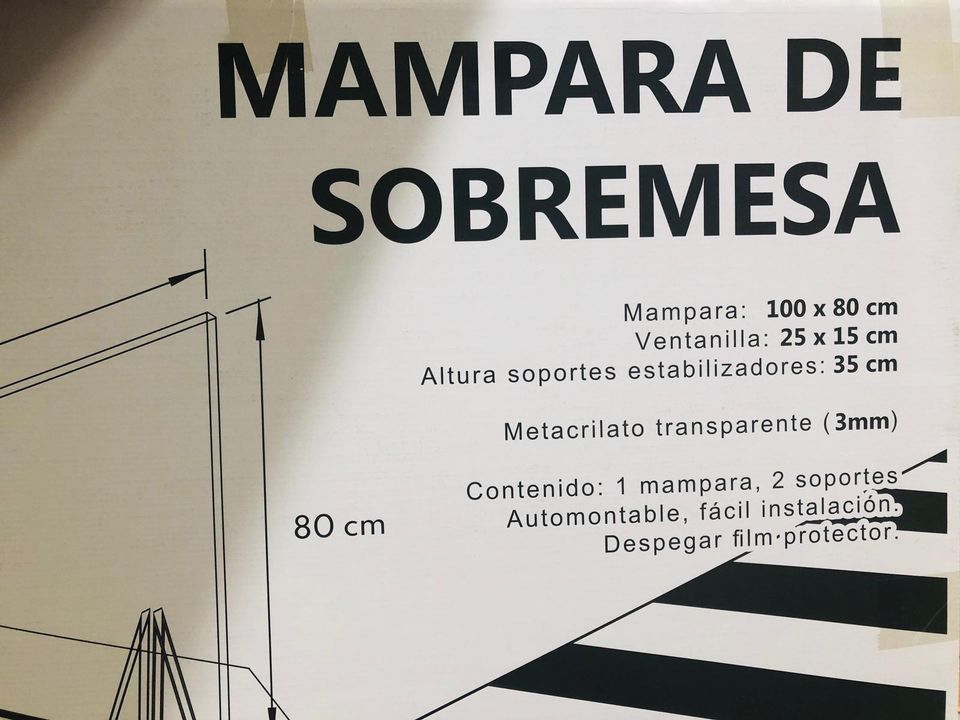 MAMPARA DE
SOBREMESA
Mampara: 100 x 80 cm
Ventanilla: 25 x 15 cm
Altura soportes estabilizadores: 35 cm
Metacrilato transparente (3mm)
Contenido: 1 mampara, 2 soportes
Automontable, fácil instalación.
Despegar film protector.
80 cm